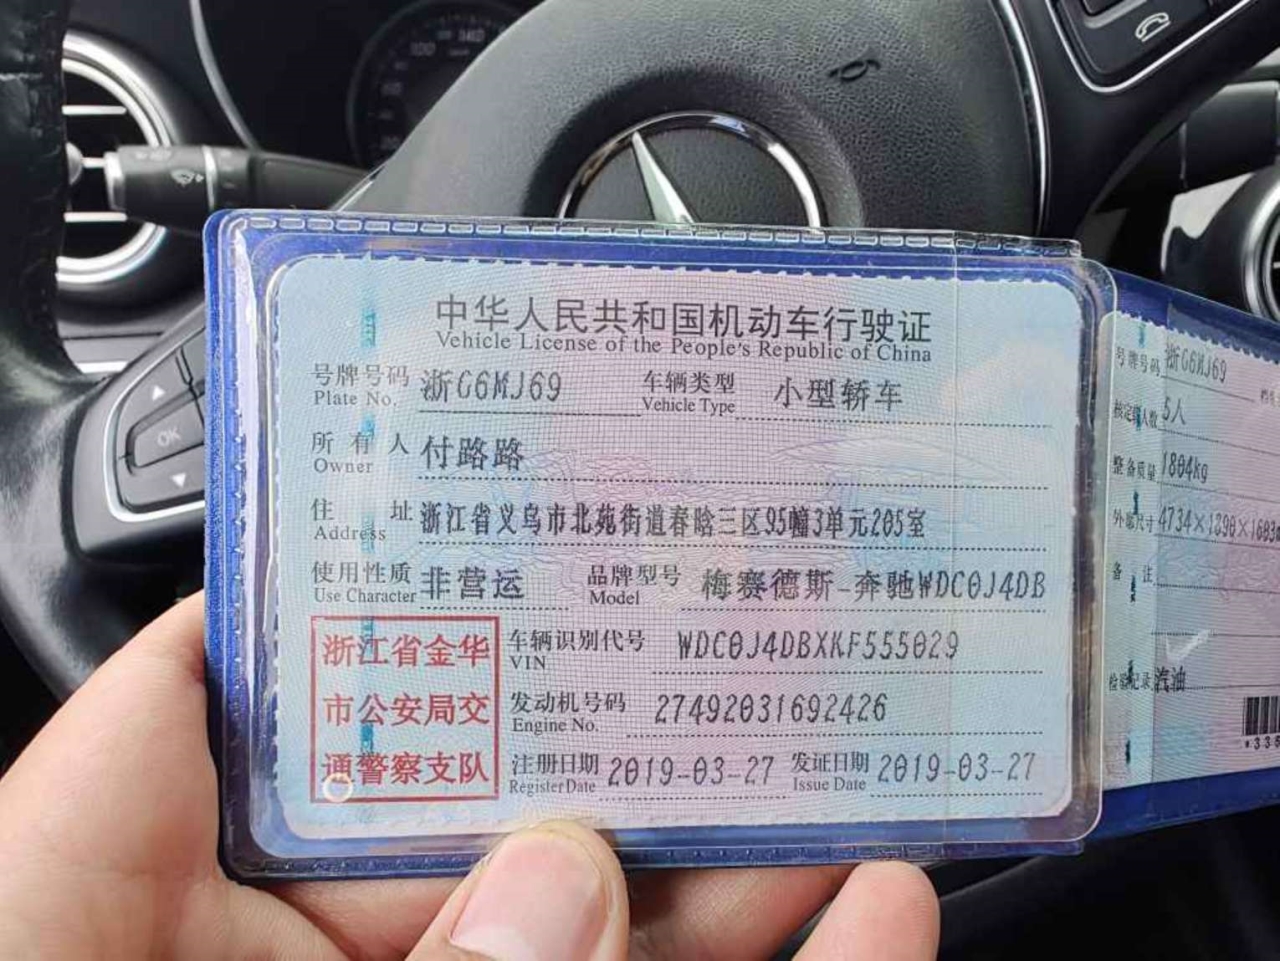 中华人民共和国机动车行驶证
Vehicle License of the People's Republic of China
号牌号码 浙G6MJ69 车辆类型 小型轿车
Plate No. Vehicle Type
所有人 付路路
Owner
住址 浙江省义乌市北苑街道春晗三区95幢3单元205室
Address
使用性质 非营运 品牌型号 梅赛德斯-奔驰WDC0J4DB
Use Character Model
浙江省金华
市公安局交
通警察支队
车辆识别代号 WDC0J4DBXKF555029
VIN
发动机号码 27492031692426
Engine No.
注册日期 2019-03-27 发证日期 2019-03-27
Register Date Issue Date
号牌号码 浙G6MJ69
核定载人数 5人
整备质量 1804kg
外廓尺寸 4734×1890×1603
备注
检验记录 汽油
OK